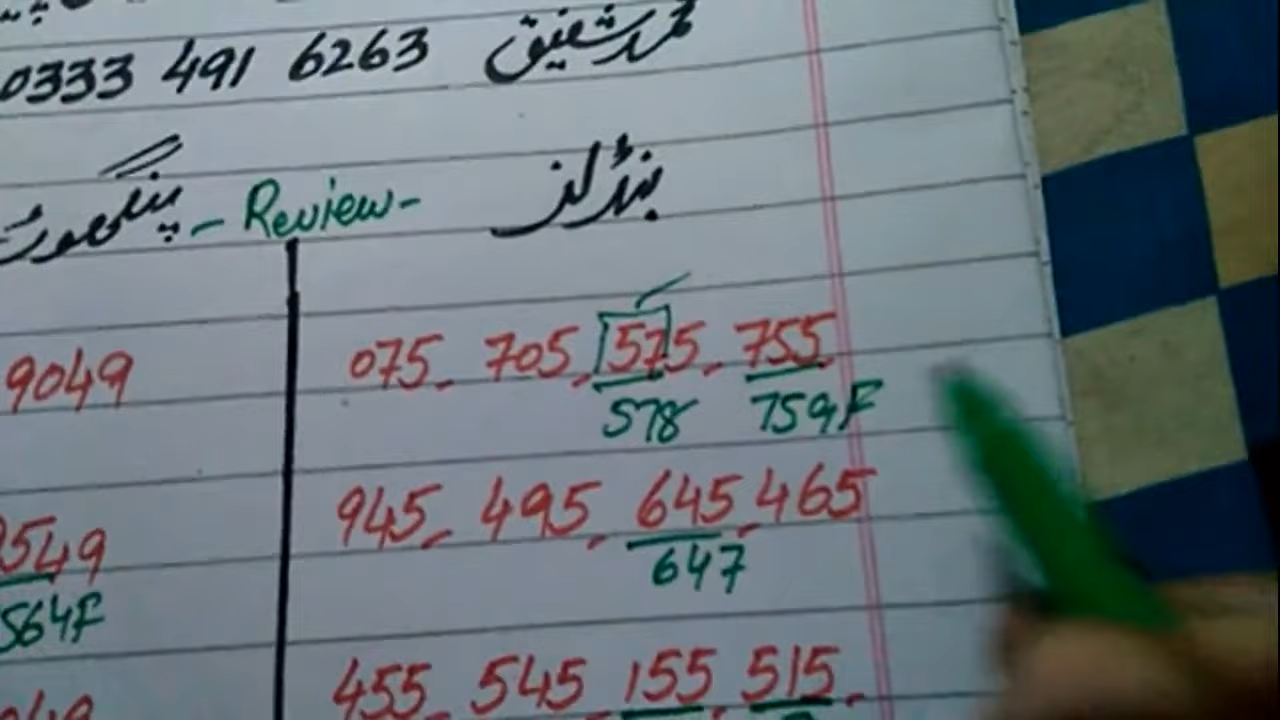 0333 491 6263 محمد شفیق
بنڈلز - Review - پنگھوڑے
075 - 705 - 575 - 755 9049
578 759F
945 - 495 - 645 - 465 549
647 564F
455 - 545 - 155 - 515 -